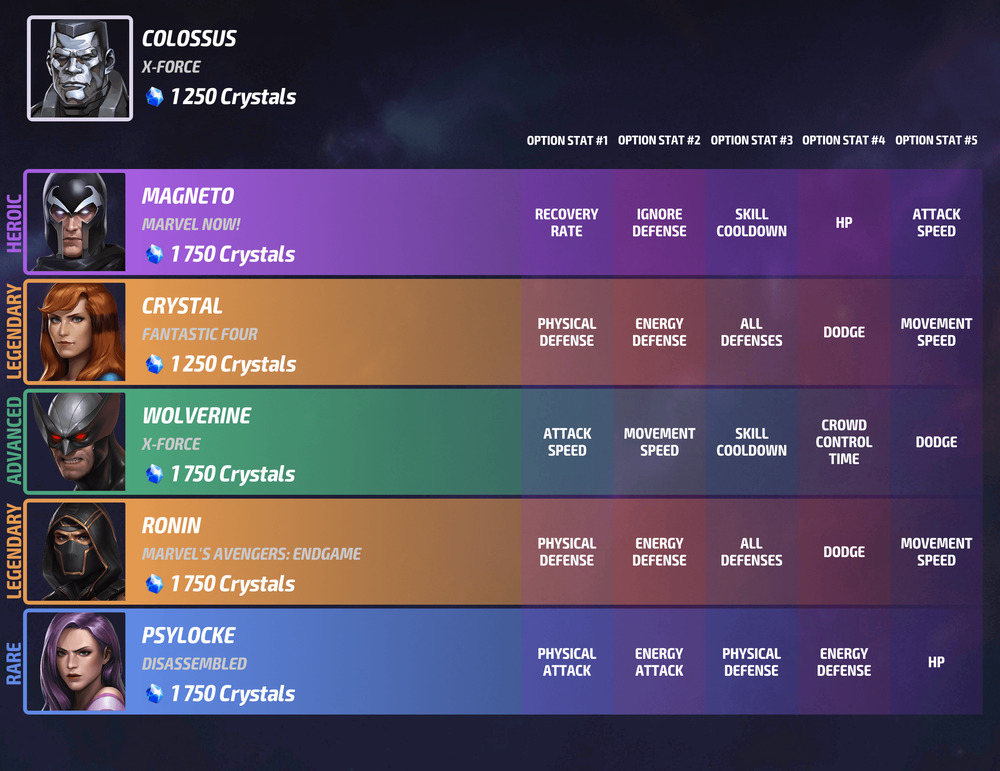 COLOSSUS
X-FORCE
1 250 Crystals
OPTION STAT #1 OPTION STAT #2 OPTION STAT #3 OPTION STAT #4 OPTION STAT #5
HEROIC
MAGNETO
MARVEL NOW!
1 750 Crystals
RECOVERY RATE
IGNORE DEFENSE
SKILL COOLDOWN
HP
ATTACK SPEED
LEGENDARY
CRYSTAL
FANTASTIC FOUR
1 250 Crystals
PHYSICAL DEFENSE
ENERGY DEFENSE
ALL DEFENSES
DODGE
MOVEMENT SPEED
ADVANCED
WOLVERINE
X-FORCE
1 750 Crystals
ATTACK SPEED
MOVEMENT SPEED
SKILL COOLDOWN
CROWD CONTROL TIME
DODGE
LEGENDARY
RONIN
MARVEL'S AVENGERS: ENDGAME
1 750 Crystals
PHYSICAL DEFENSE
ENERGY DEFENSE
ALL DEFENSES
DODGE
MOVEMENT SPEED
RARE
PSYLOCKE
DISASSEMBLED
1 750 Crystals
PHYSICAL ATTACK
ENERGY ATTACK
PHYSICAL DEFENSE
ENERGY DEFENSE
HP